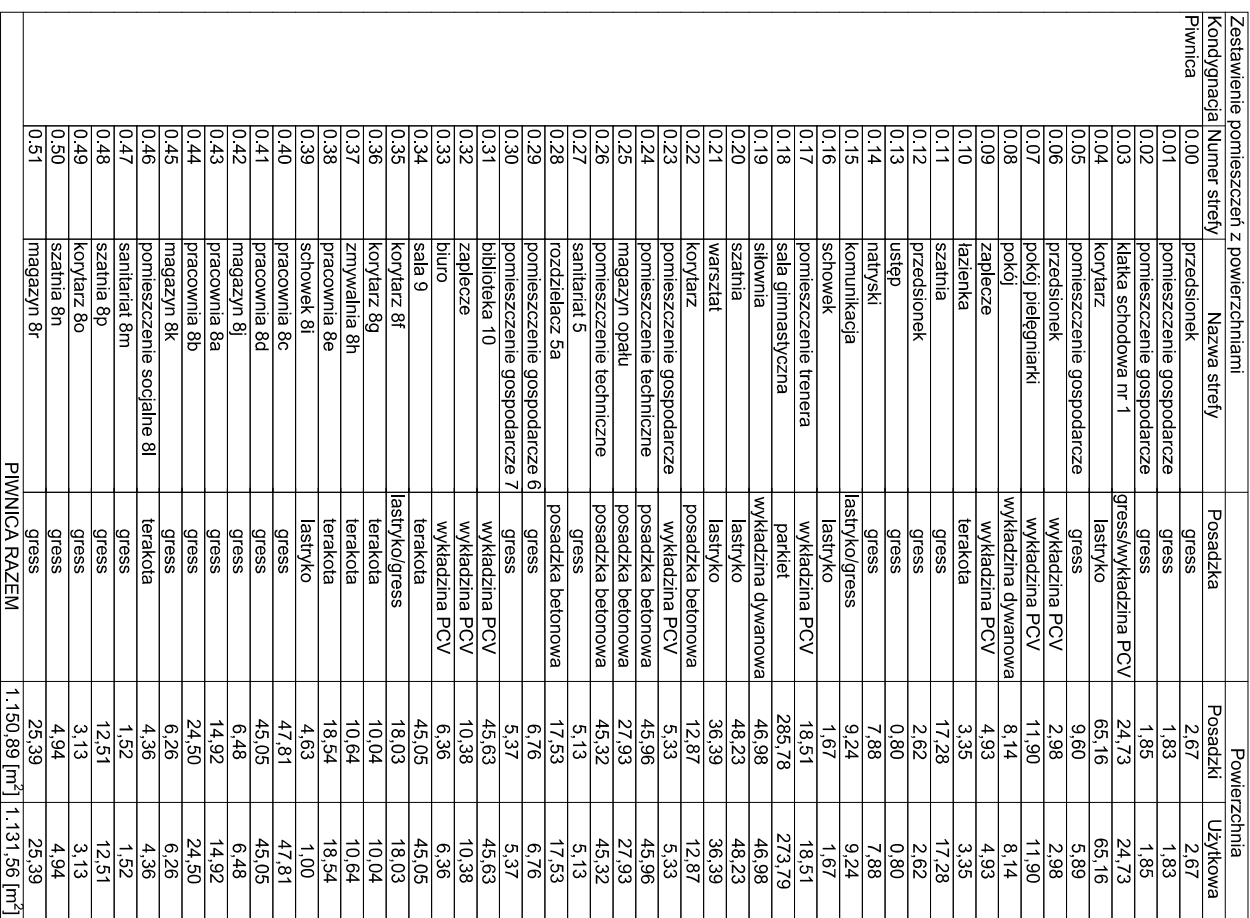 Zestawienie pomieszczeń z powierzchniami
Kondygnacja Numer strefy Nazwa strefy Posadzka Powierzchnia
Posadzki Użytkowa
Piwnica
0.00 przedsionek gress 2,67 2,67
0.01 pomieszczenie gospodarcze gress 1,83 1,83
0.02 pomieszczenie gospodarcze gress 1,85 1,85
0.03 klatka schodowa nr 1 gress/wykładzina PCV 24,73 24,73
0.04 korytarz lastryko 65,16 65,16
0.05 pomieszczenie gospodarcze gress 9,60 5,89
0.06 przedsionek wykładzina PCV 2,98 2,98
0.07 pokój pielęgniarki wykładzina PCV 11,90 11,90
0.08 pokój wykładzina dywanowa 8,14 8,14
0.09 zaplecze wykładzina PCV 4,93 4,93
0.10 łazienka terakota 3,35 3,35
0.11 szatnia gress 17,28 17,28
0.12 przedsionek gress 2,62 2,62
0.13 ustęp gress 0,80 0,80
0.14 natryski gress 7,88 7,88
0.15 komunikacja lastryko/gress 9,24 9,24
0.16 schowek lastryko 1,67 1,67
0.17 pomieszczenie trenera wykładzina PCV 18,51 18,51
0.18 sala gimnastyczna parkiet 285,78 273,79
0.19 siłownia wykładzina dywanowa 46,98 46,98
0.20 szatnia lastryko 48,23 48,23
0.21 warsztat lastryko 36,39 36,39
0.22 korytarz posadzka betonowa 12,87 12,87
0.23 pomieszczenie gospodarcze wykładzina PCV 5,33 5,33
0.24 pomieszczenie techniczne posadzka betonowa 45,96 45,96
0.25 magazyn opału posadzka betonowa 27,93 27,93
0.26 pomieszczenie techniczne posadzka betonowa 45,32 45,32
0.27 sanitariat 5 gress 5,13 5,13
0.28 rozdzielacz 5a posadzka betonowa 17,53 17,53
0.29 pomieszczenie gospodarcze 6 gress 6,76 6,76
0.30 pomieszczenie gospodarcze 7 gress 5,37 5,37
0.31 biblioteka 10 wykładzina PCV 45,63 45,63
0.32 zaplecze wykładzina PCV 10,38 10,38
0.33 biuro wykładzina PCV 6,36 6,36
0.34 sala 9 terakota 45,05 45,05
0.35 korytarz 8f lastryko/gress 18,03 18,03
0.36 korytarz 8g terakota 10,04 10,04
0.37 zmywalnia 8h terakota 10,64 10,64
0.38 pracownia 8e terakota 18,54 18,54
0.39 schowek 8i lastryko 4,63 1,00
0.40 pracownia 8c gress 47,81 47,81
0.41 pracownia 8d gress 45,05 45,05
0.42 magazyn 8j gress 6,48 6,48
0.43 pracownia 8a gress 14,92 14,92
0.44 pracownia 8b gress 24,50 24,50
0.45 magazyn 8k gress 6,26 6,26
0.46 pomieszczenie socjalne 8l terakota 4,36 4,36
0.47 sanitariat 8m gress 1,52 1,52
0.48 szatnia 8p gress 12,51 12,51
0.49 korytarz 8o gress 3,13 3,13
0.50 szatnia 8n gress 4,94 4,94
0.51 magazyn 8r gress 25,39 25,39
PIWNICA RAZEM 1.150,89 [m²] 1.131,56 [m²]